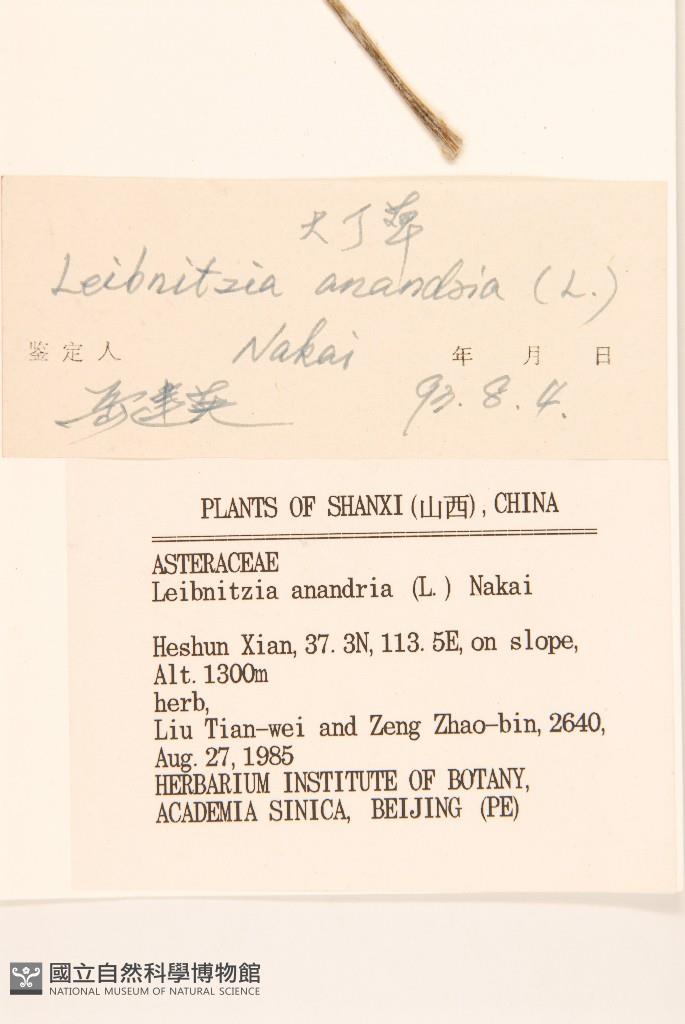 大丁草
Leibnitzia anandria (L.)
Nakai
鉴定人 年 月 日
建英 93.8.4.
PLANTS OF SHANXI (山西), CHINA
ASTERACEAE
Leibnitzia anandria (L.) Nakai
Heshun Xian, 37.3N, 113.5E, on slope,
Alt. 1300m
herb,
Liu Tian-wei and Zeng Zhao-bin, 2640,
Aug. 27, 1985
HERBARIUM INSTITUTE OF BOTANY,
ACADEMIA SINICA, BEIJING (PE)
國立自然科學博物館
NATIONAL MUSEUM OF NATURAL SCIENCE